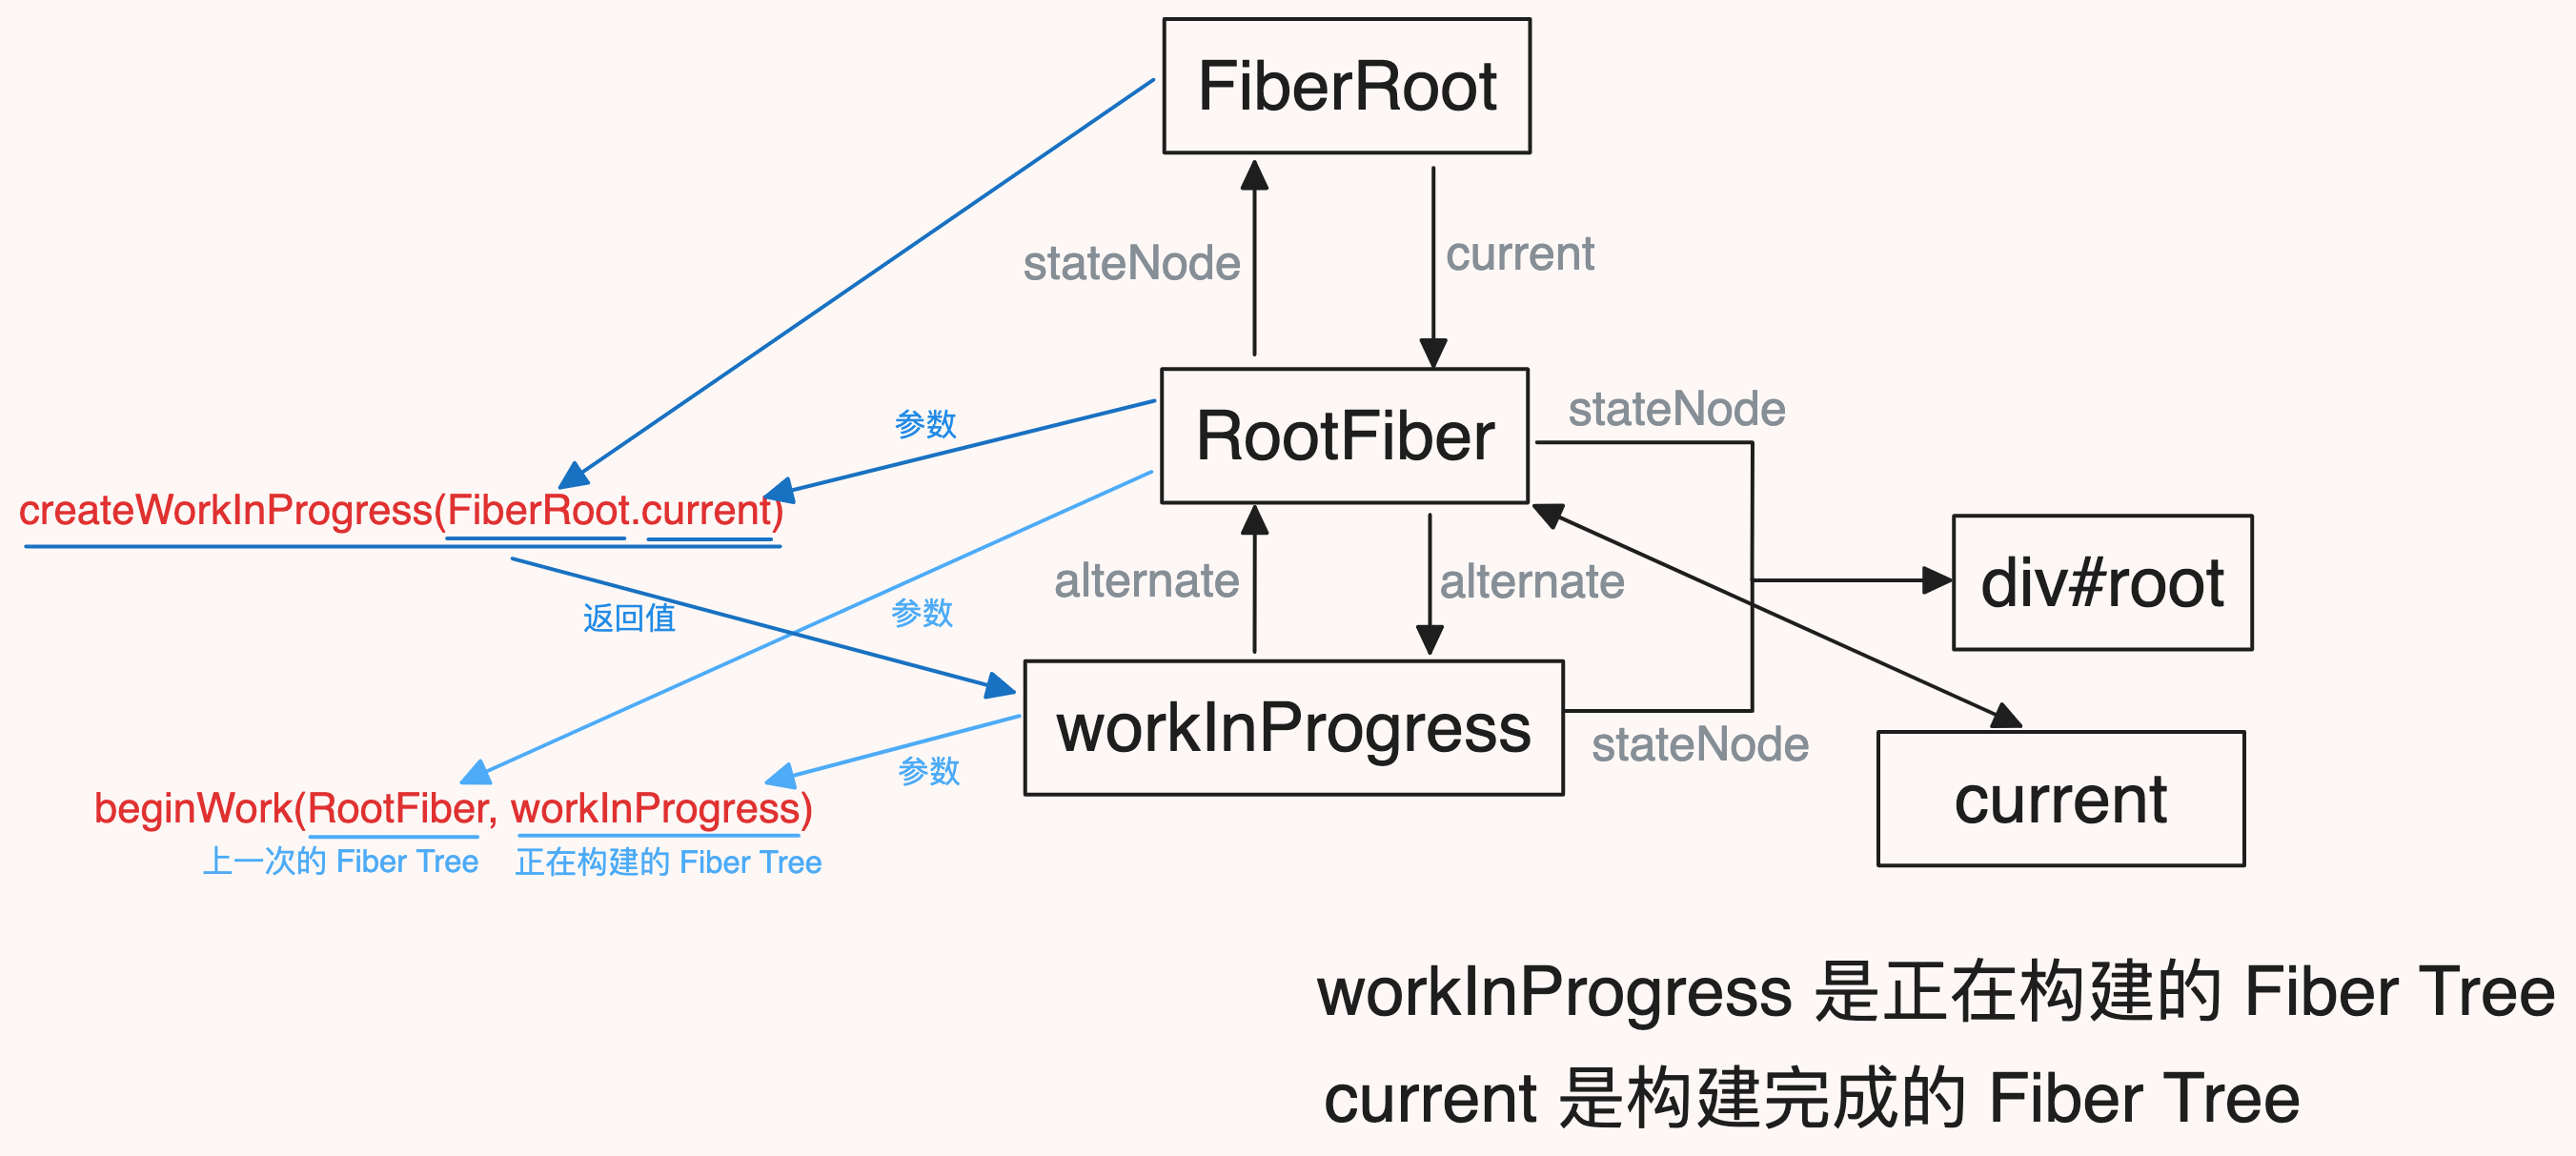 FiberRoot
stateNode
current
RootFiber
stateNode
参数
createWorkInProgress(FiberRoot.current)
alternate
alternate
div#root
返回值
参数
workInProgress
stateNode
参数
current
beginWork(RootFiber, workInProgress)
上一次的 Fiber Tree
正在构建的 Fiber Tree
workInProgress 是正在构建的 Fiber Tree
current 是构建完成的 Fiber Tree